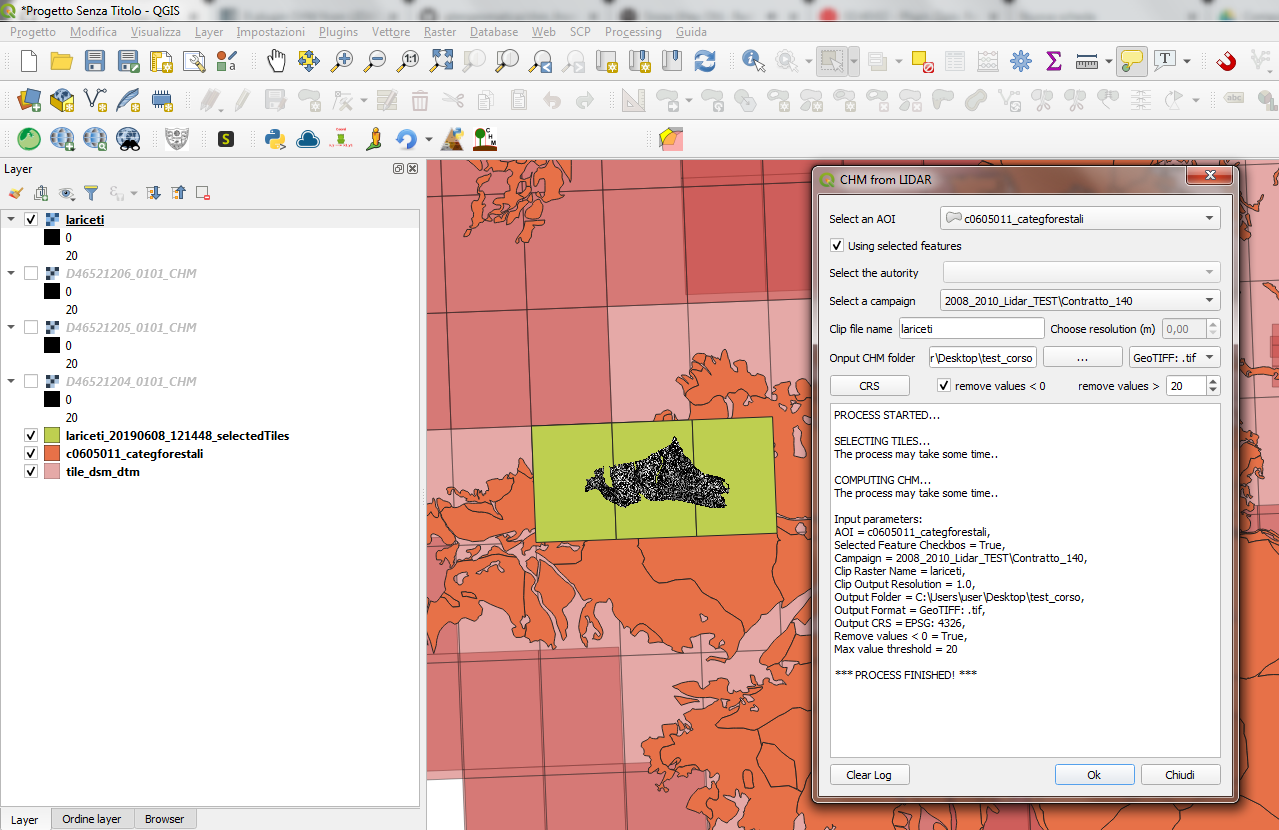 *Progetto Senza Titolo - QGIS
Progetto Modifica Visualizza Layer Impostazioni Plugins Vettore Raster Database Web SCP Processing Guida
1:1
T
abc
S
CHM
Layer
lariceti
0
20
D46521206_0101_CHM
0
20
D46521205_0101_CHM
0
20
D46521204_0101_CHM
0
20
lariceti_20190608_121448_selectedTiles
c0605011_categforestali
tile_dsm_dtm
Layer Ordine layer Browser
CHM from LIDAR
Select an AOI c0605011_categforestali
Using selected features
Select the autority
Select a campaign 2008_2010_Lidar_TEST\Contratto_140
Clip file name lariceti Choose resolution (m) 0,00
Onput CHM folder r\Desktop\test_corso ... GeoTIFF: .tif
CRS remove values < 0 remove values > 20
PROCESS STARTED...
SELECTING TILES...
The process may take some time..
COMPUTING CHM...
The process may take some time..
Input parameters:
AOI = c0605011_categforestali,
Selected Feature Checkbos = True,
Campaign = 2008_2010_Lidar_TEST\Contratto_140,
Clip Raster Name = lariceti,
Clip Output Resolution = 1.0,
Output Folder = C:\Users\user\Desktop\test_corso,
Output Format = GeoTIFF: .tif,
Output CRS = EPSG: 4326,
Remove values < 0 = True,
Max value threshold = 20
*** PROCESS FINISHED! ***
Clear Log Ok Chiudi